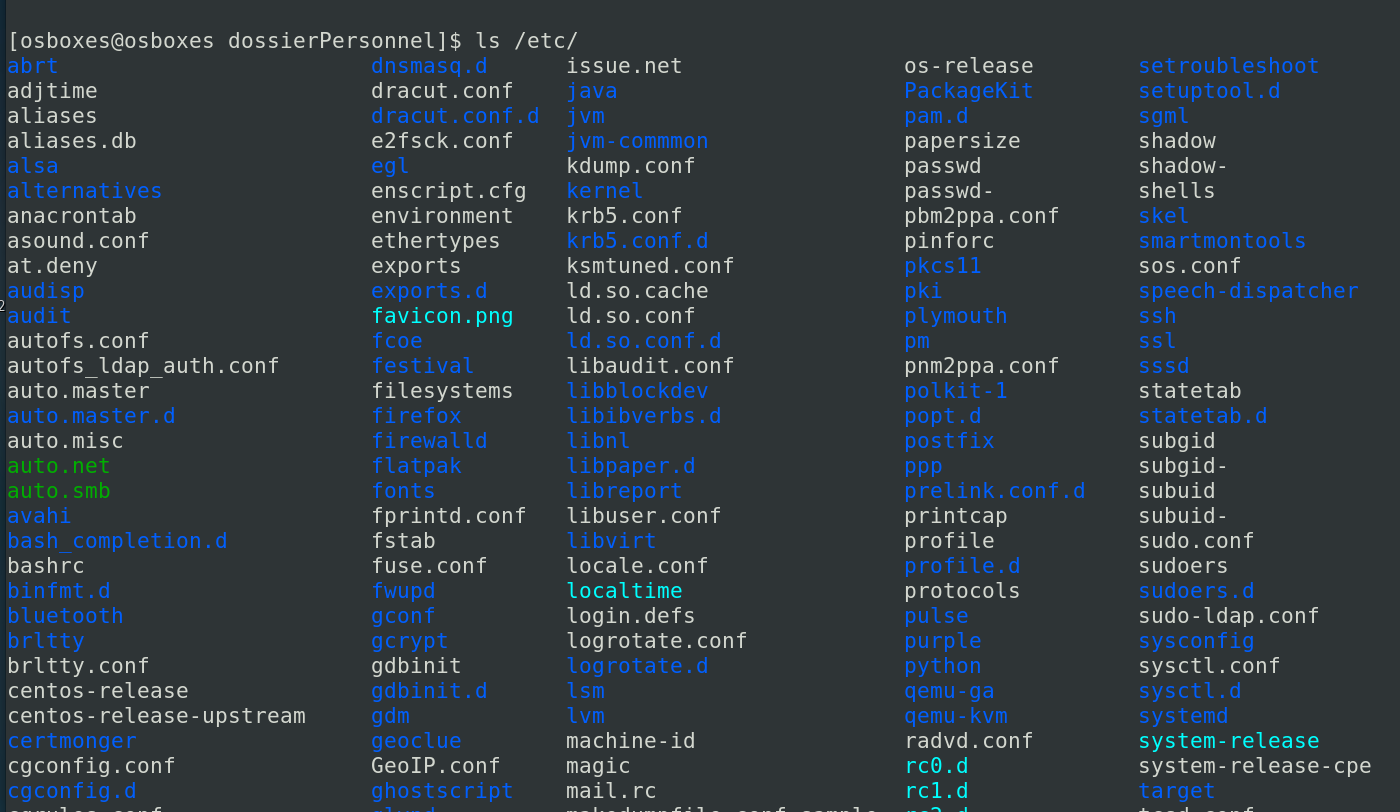 [osboxes@osboxes dossierPersonnel]$ ls /etc/
abrt dnsmasq.d issue.net os-release setroubleshoot
adjtime dracut.conf java PackageKit setuptool.d
aliases dracut.conf.d jvm pam.d sgml
aliases.db e2fsck.conf jvm-commmon papersize shadow
alsa egl kdump.conf passwd shadow-
alternatives enscript.cfg kernel passwd- shells
anacrontab environment krb5.conf pbm2ppa.conf skel
asound.conf ethertypes krb5.conf.d pinforc smartmontools
at.deny exports ksmtuned.conf pkcs11 sos.conf
audisp exports.d ld.so.cache pki speech-dispatcher
audit favicon.png ld.so.conf plymouth ssh
autofs.conf fcoe ld.so.conf.d pm ssl
autofs_ldap_auth.conf festival libaudit.conf pnm2ppa.conf sssd
auto.master filesystems libblockdev polkit-1 statetab
auto.master.d firefox libibverbs.d popt.d statetab.d
auto.misc firewalld libnl postfix subgid
auto.net flatpak libpaper.d ppp subgid-
auto.smb fonts libreport prelink.conf.d subuid
avahi fprintd.conf libuser.conf printcap subuid-
bash_completion.d fstab libvirt profile sudo.conf
bashrc fuse.conf locale.conf profile.d sudoers
binfmt.d fwupd localtime protocols sudoers.d
bluetooth gconf login.defs pulse sudo-ldap.conf
brltty gcrypt logrotate.conf purple sysconfig
brltty.conf gdbinit logrotate.d python sysctl.conf
centos-release gdbinit.d lsm qemu-ga sysctl.d
centos-release-upstream gdm lvm qemu-kvm systemd
certmonger geoclue machine-id radvd.conf system-release
cgconfig.conf GeoIP.conf magic rc0.d system-release-cpe
cgconfig.d ghostscript mail.rc rc1.d target